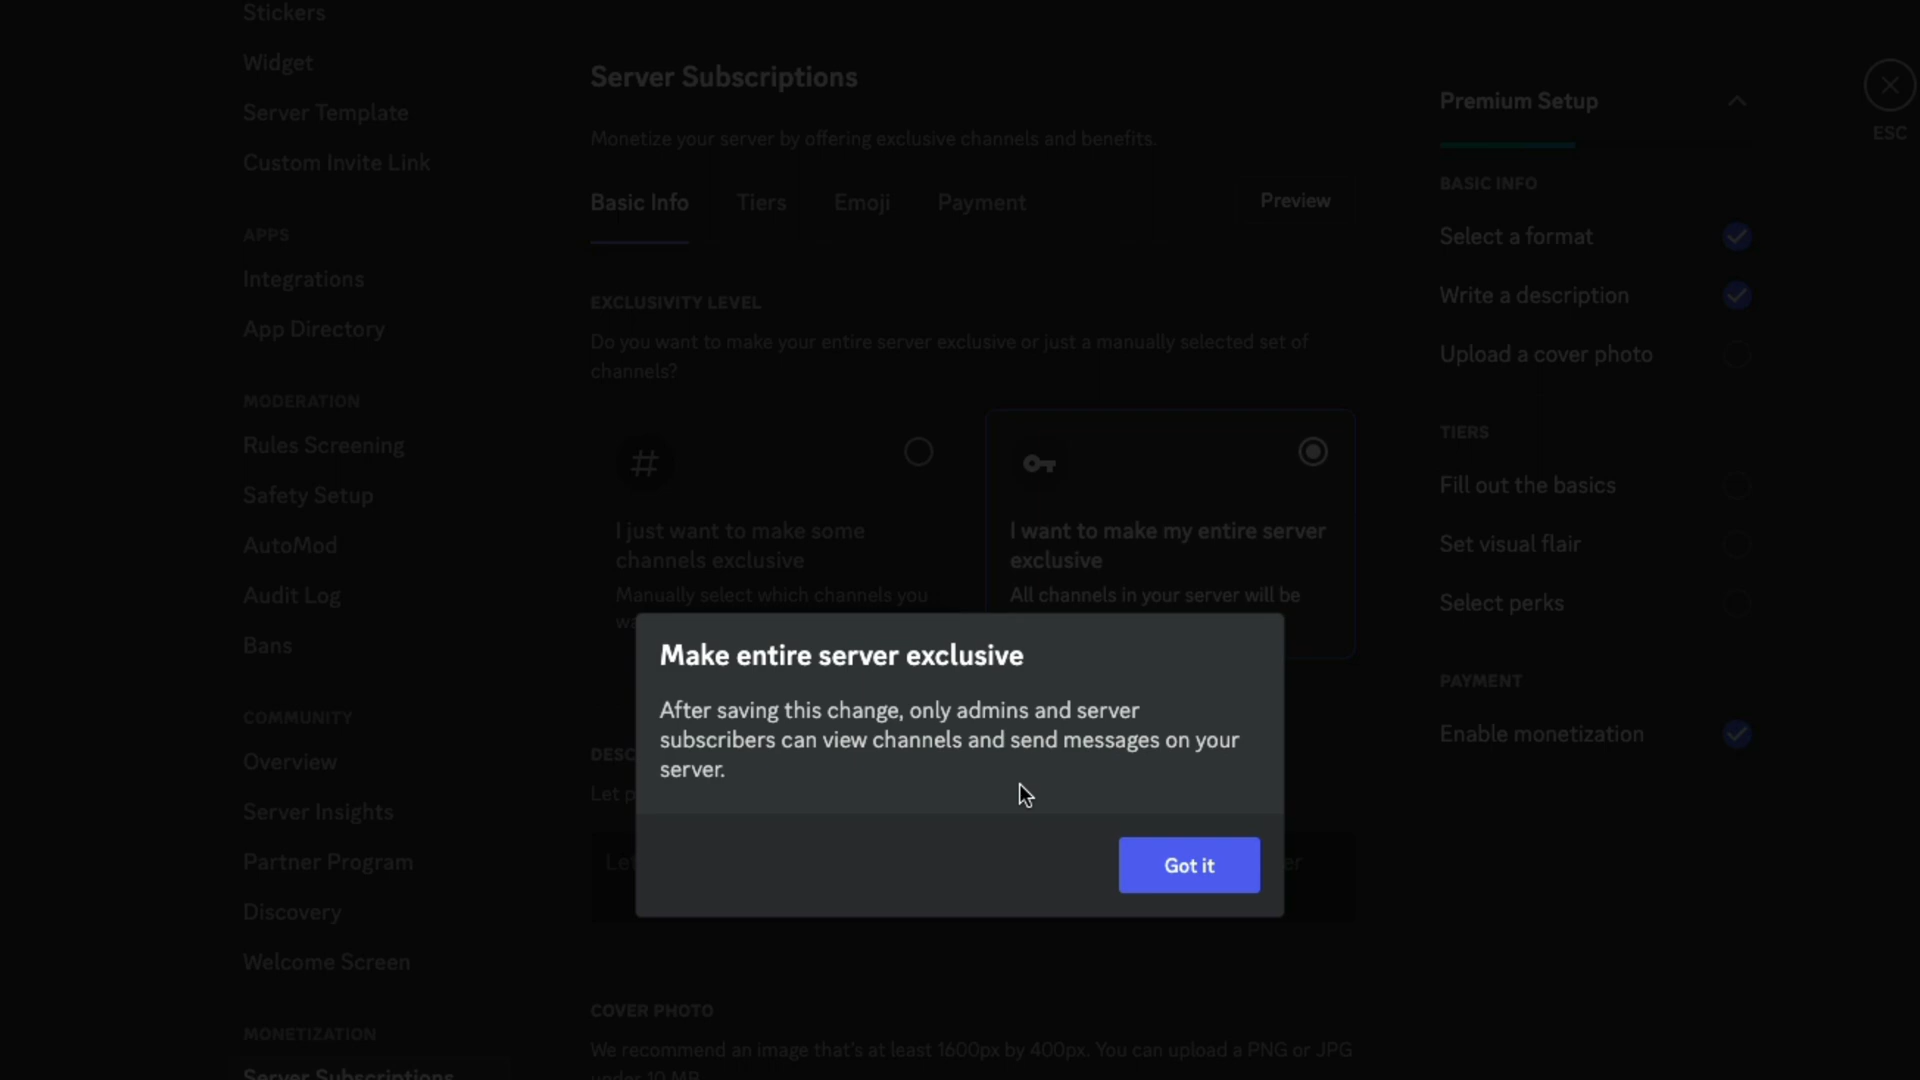 Stickers
Widget
Server Template
Custom Invite Link
APPS
Integrations
App Directory
MODERATION
Rules Screening
Safety Setup
AutoMod
Audit Log
Bans
COMMUNITY
Overview
Server Insights
Partner Program
Discovery
Welcome Screen
MONETIZATION
Server Subscriptions
Server Subscriptions
Monetize your server by offering exclusive channels and benefits.
Basic Info
Tiers
Emoji
Payment
Preview
EXCLUSIVITY LEVEL
Do you want to make your entire server exclusive or just a manually selected set of
channels?
I just want to make some
channels exclusive
Manually select which channels you
I want to make my entire server
exclusive
All channels in your server will be
Make entire server exclusive
After saving this change, only admins and server
subscribers can view channels and send messages on your
server.
Got it
COVER PHOTO
We recommend an image that's at least 1600px by 400px. You can upload a PNG or JPG
under 10 MB
Premium Setup
BASIC INFO
Select a format
Write a description
Upload a cover photo
TIERS
Fill out the basics
Set visual flair
Select perks
PAYMENT
Enable monetization
ESC